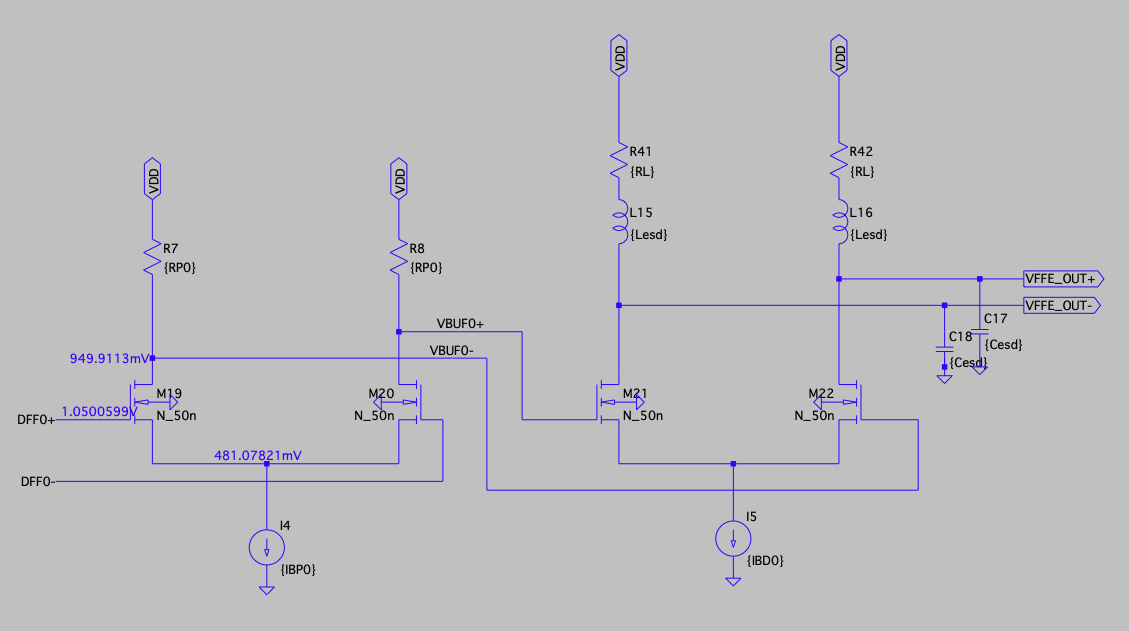 VDD
VDD
R41
{RL}
R42
{RL}
VDD
VDD
L15
{Lesd}
L16
{Lesd}
R7
{RP0}
R8
{RP0}
VFFE_OUT+
VFFE_OUT-
C17
{Cesd}
C18
{Cesd}
VBUF0+
VBUF0-
949.9113mV
M19
N_50n
M20
N_50n
M21
N_50n
M22
N_50n
DFF0+
1.0500599V
481.07821mV
DFF0-
I4
{IBP0}
I5
{IBD0}